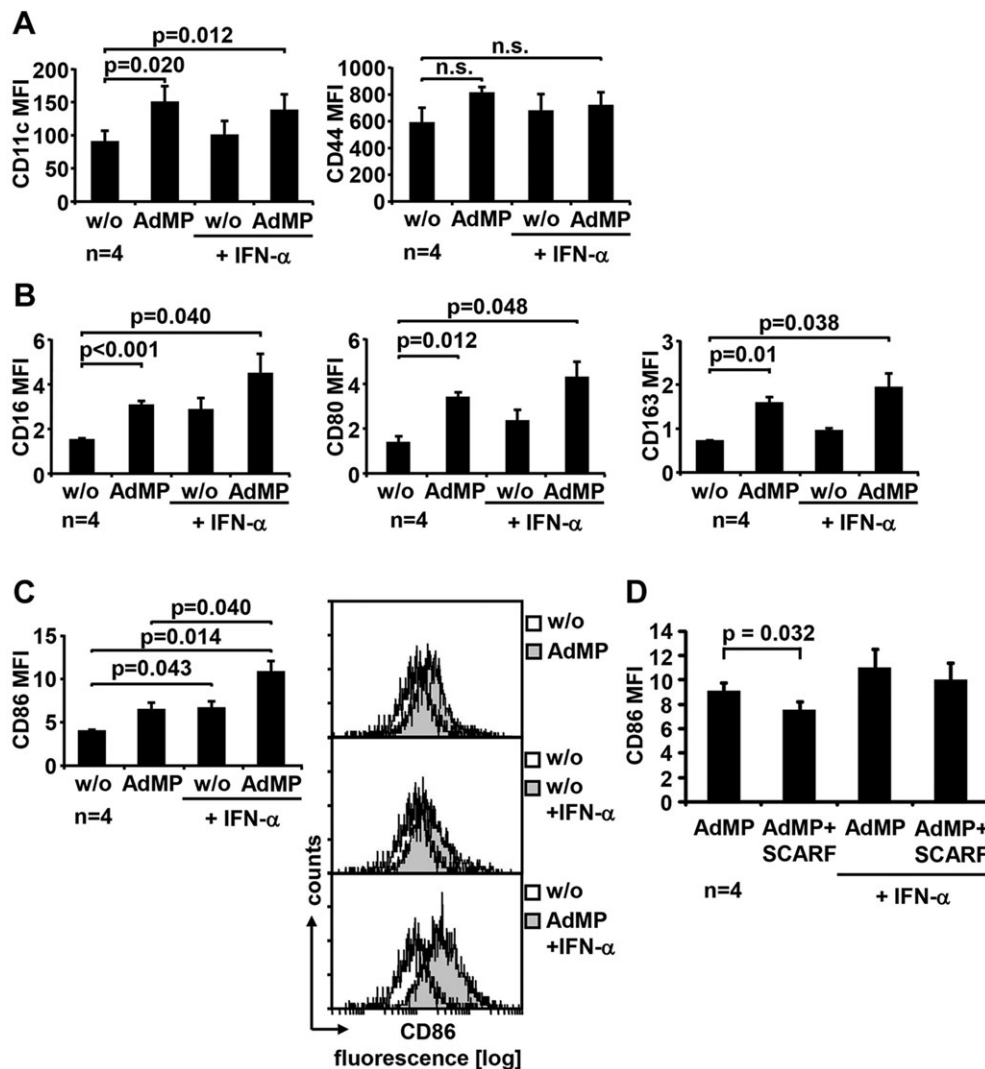 A
p=0.012
p=0.020
CD11c MFI
200
150
100
50
0
w/o AdMP w/o AdMP
n=4 + IFN-α
n.s.
n.s.
CD44 MFI
1000
800
600
400
200
0
w/o AdMP w/o AdMP
+ IFN-α
B
p=0.040
p<0.001
CD16 MFI
6
4
2
0
w/o AdMP w/o AdMP
n=4 + IFN-α
p=0.048
p=0.012
CD80 MFI
6
4
2
0
w/o AdMP w/o AdMP
+ IFN-α
p=0.038
p=0.01
CD163 MFI
3
2
1
0
w/o AdMP w/o AdMP
n=4 + IFN-α
C
p=0.040
p=0.014
p=0.043
CD86 MFI
15
10
5
0
w/o AdMP w/o AdMP
n=4 + IFN-α
w/o
AdMP
w/o
w/o
+IFN-α
w/o
AdMP
+IFN-α
counts
CD86
fluorescence [log]
D
p = 0.032
CD86 MFI
14
12
10
8
6
4
2
0
AdMP AdMP+ AdMP AdMP+
SCARF SCARF
n=4 + IFN-α